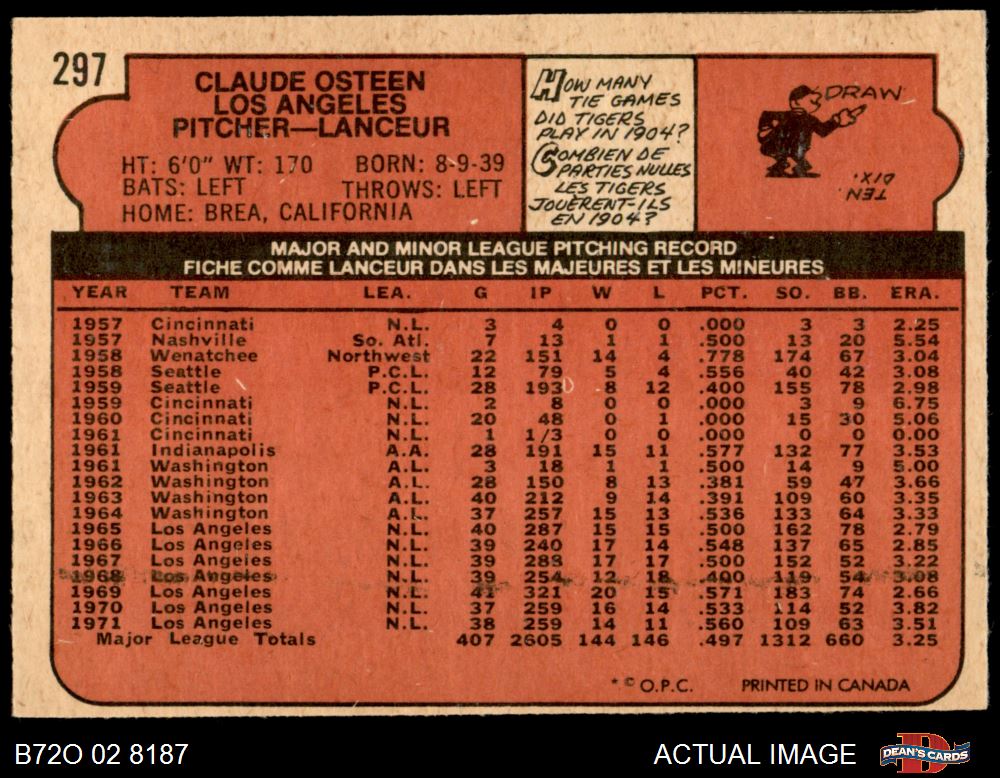 297
CLAUDE OSTEEN
LOS ANGELES
PITCHER—LANCEUR
HT: 6'0" WT: 170 BORN: 8-9-39
BATS: LEFT THROWS: LEFT
HOME: BREA, CALIFORNIA
HOW MANY
TIE GAMES
DID TIGERS
PLAY IN 1904?
COMBIEN DE
PARTIES NULLES
LES TIGERS
JOUÈRENT-ILS
EN 1904?
DRAW
TEN.
DIX.
MAJOR AND MINOR LEAGUE PITCHING RECORD
FICHE COMME LANCEUR DANS LES MAJEURES ET LES MINEURES
YEAR TEAM LEA. G IP W L PCT. SO. BB. ERA.
1957 Cincinnati N.L. 3 4 0 0 .000 3 3 2.25
1957 Nashville So. Atl. 7 13 1 1 .500 13 20 5.54
1958 Wenatchee Northwest 22 151 14 4 .778 174 67 3.04
1958 Seattle P.C.L. 12 79 5 4 .556 40 42 3.08
1959 Seattle P.C.L. 28 193 8 12 .400 155 78 2.98
1959 Cincinnati N.L. 2 8 0 0 .000 3 9 6.75
1960 Cincinnati N.L. 20 48 0 1 .000 15 30 5.06
1961 Cincinnati N.L. 1 1/3 0 0 .000 0 0 0.00
1961 Indianapolis A.A. 28 191 15 11 .577 132 77 3.53
1961 Washington A.L. 3 18 1 1 .500 14 9 5.00
1962 Washington A.L. 28 150 8 13 .381 59 47 3.66
1963 Washington A.L. 40 212 9 14 .391 109 60 3.35
1964 Washington A.L. 37 257 15 13 .536 133 64 3.33
1965 Los Angeles N.L. 40 287 15 15 .500 162 78 2.79
1966 Los Angeles N.L. 39 240 17 14 .548 137 65 2.85
1967 Los Angeles N.L. 39 288 17 17 .500 152 52 3.22
1968 Los Angeles N.L. 39 254 12 18 .400 119 54 3.08
1969 Los Angeles N.L. 41 321 20 15 .571 183 74 2.66
1970 Los Angeles N.L. 37 259 16 14 .533 114 52 3.82
1971 Los Angeles N.L. 38 259 14 11 .560 109 63 3.51
Major League Totals 407 2605 144 146 .497 1312 660 3.25
* © O.P.C. PRINTED IN CANADA
B72O 02 8187 ACTUAL IMAGE DEAN'S CARDS